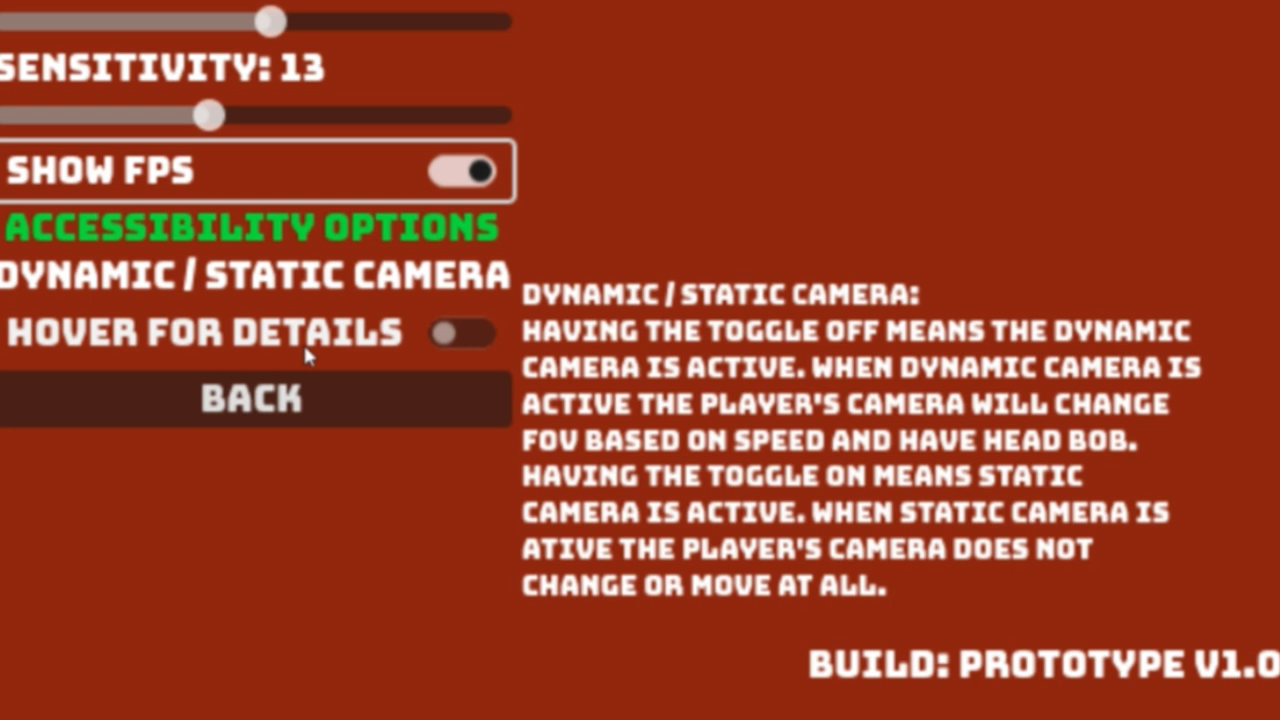 SENSITIVITY: 13
SHOW FPS
ACCESSIBILITY OPTIONS
DYNAMIC / STATIC CAMERA
HOVER FOR DETAILS
BACK
DYNAMIC / STATIC CAMERA:
HAVING THE TOGGLE OFF MEANS THE DYNAMIC
CAMERA IS ACTIVE. WHEN DYNAMIC CAMERA IS
ACTIVE THE PLAYER'S CAMERA WILL CHANGE
FOV BASED ON SPEED AND HAVE HEAD BOB.
HAVING THE TOGGLE ON MEANS STATIC
CAMERA IS ACTIVE. WHEN STATIC CAMERA IS
ATIVE THE PLAYER'S CAMERA DOES NOT
CHANGE OR MOVE AT ALL.
BUILD: PROTOTYPE V1.0